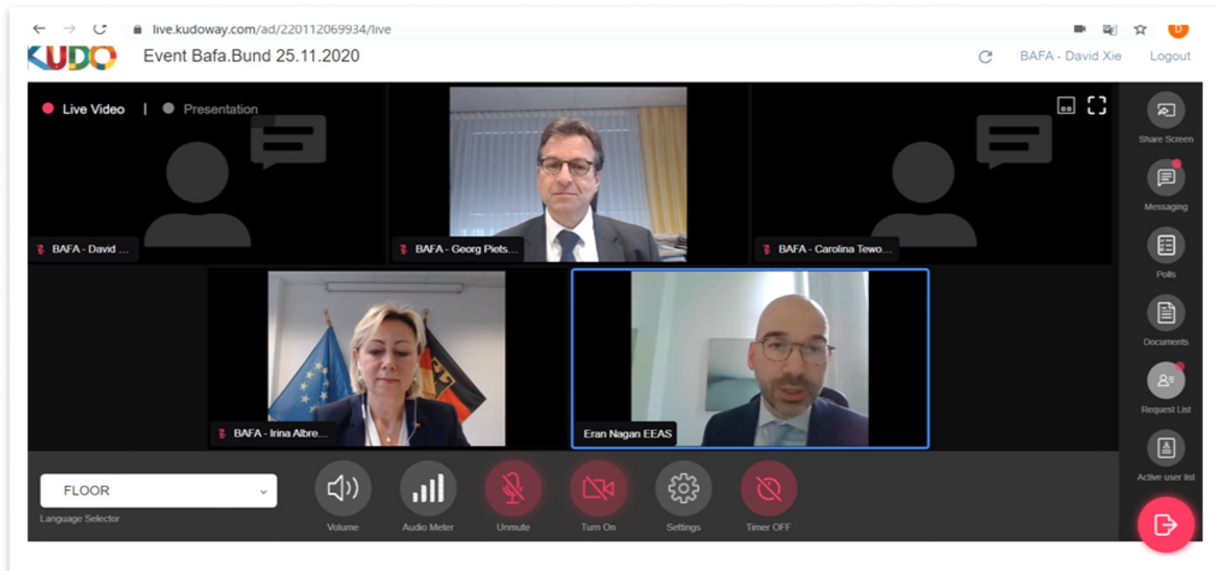 live.kudoway.com/ad/220112069934/live
D
KUDO
Event Bafa.Bund 25.11.2020
BAFA - David Xie
Logout
Live Video | Presentation
Share Screen
Messaging
BAFA - David ...
BAFA - Georg Piets...
BAFA - Carolina Tewo...
Polls
Documents
Request List
BAFA - Irina Albre...
Eran Nagan EEAS
Active user list
FLOOR
Language Selector
Volume
Audio Meter
Unmute
Turn On
Settings
Timer OFF